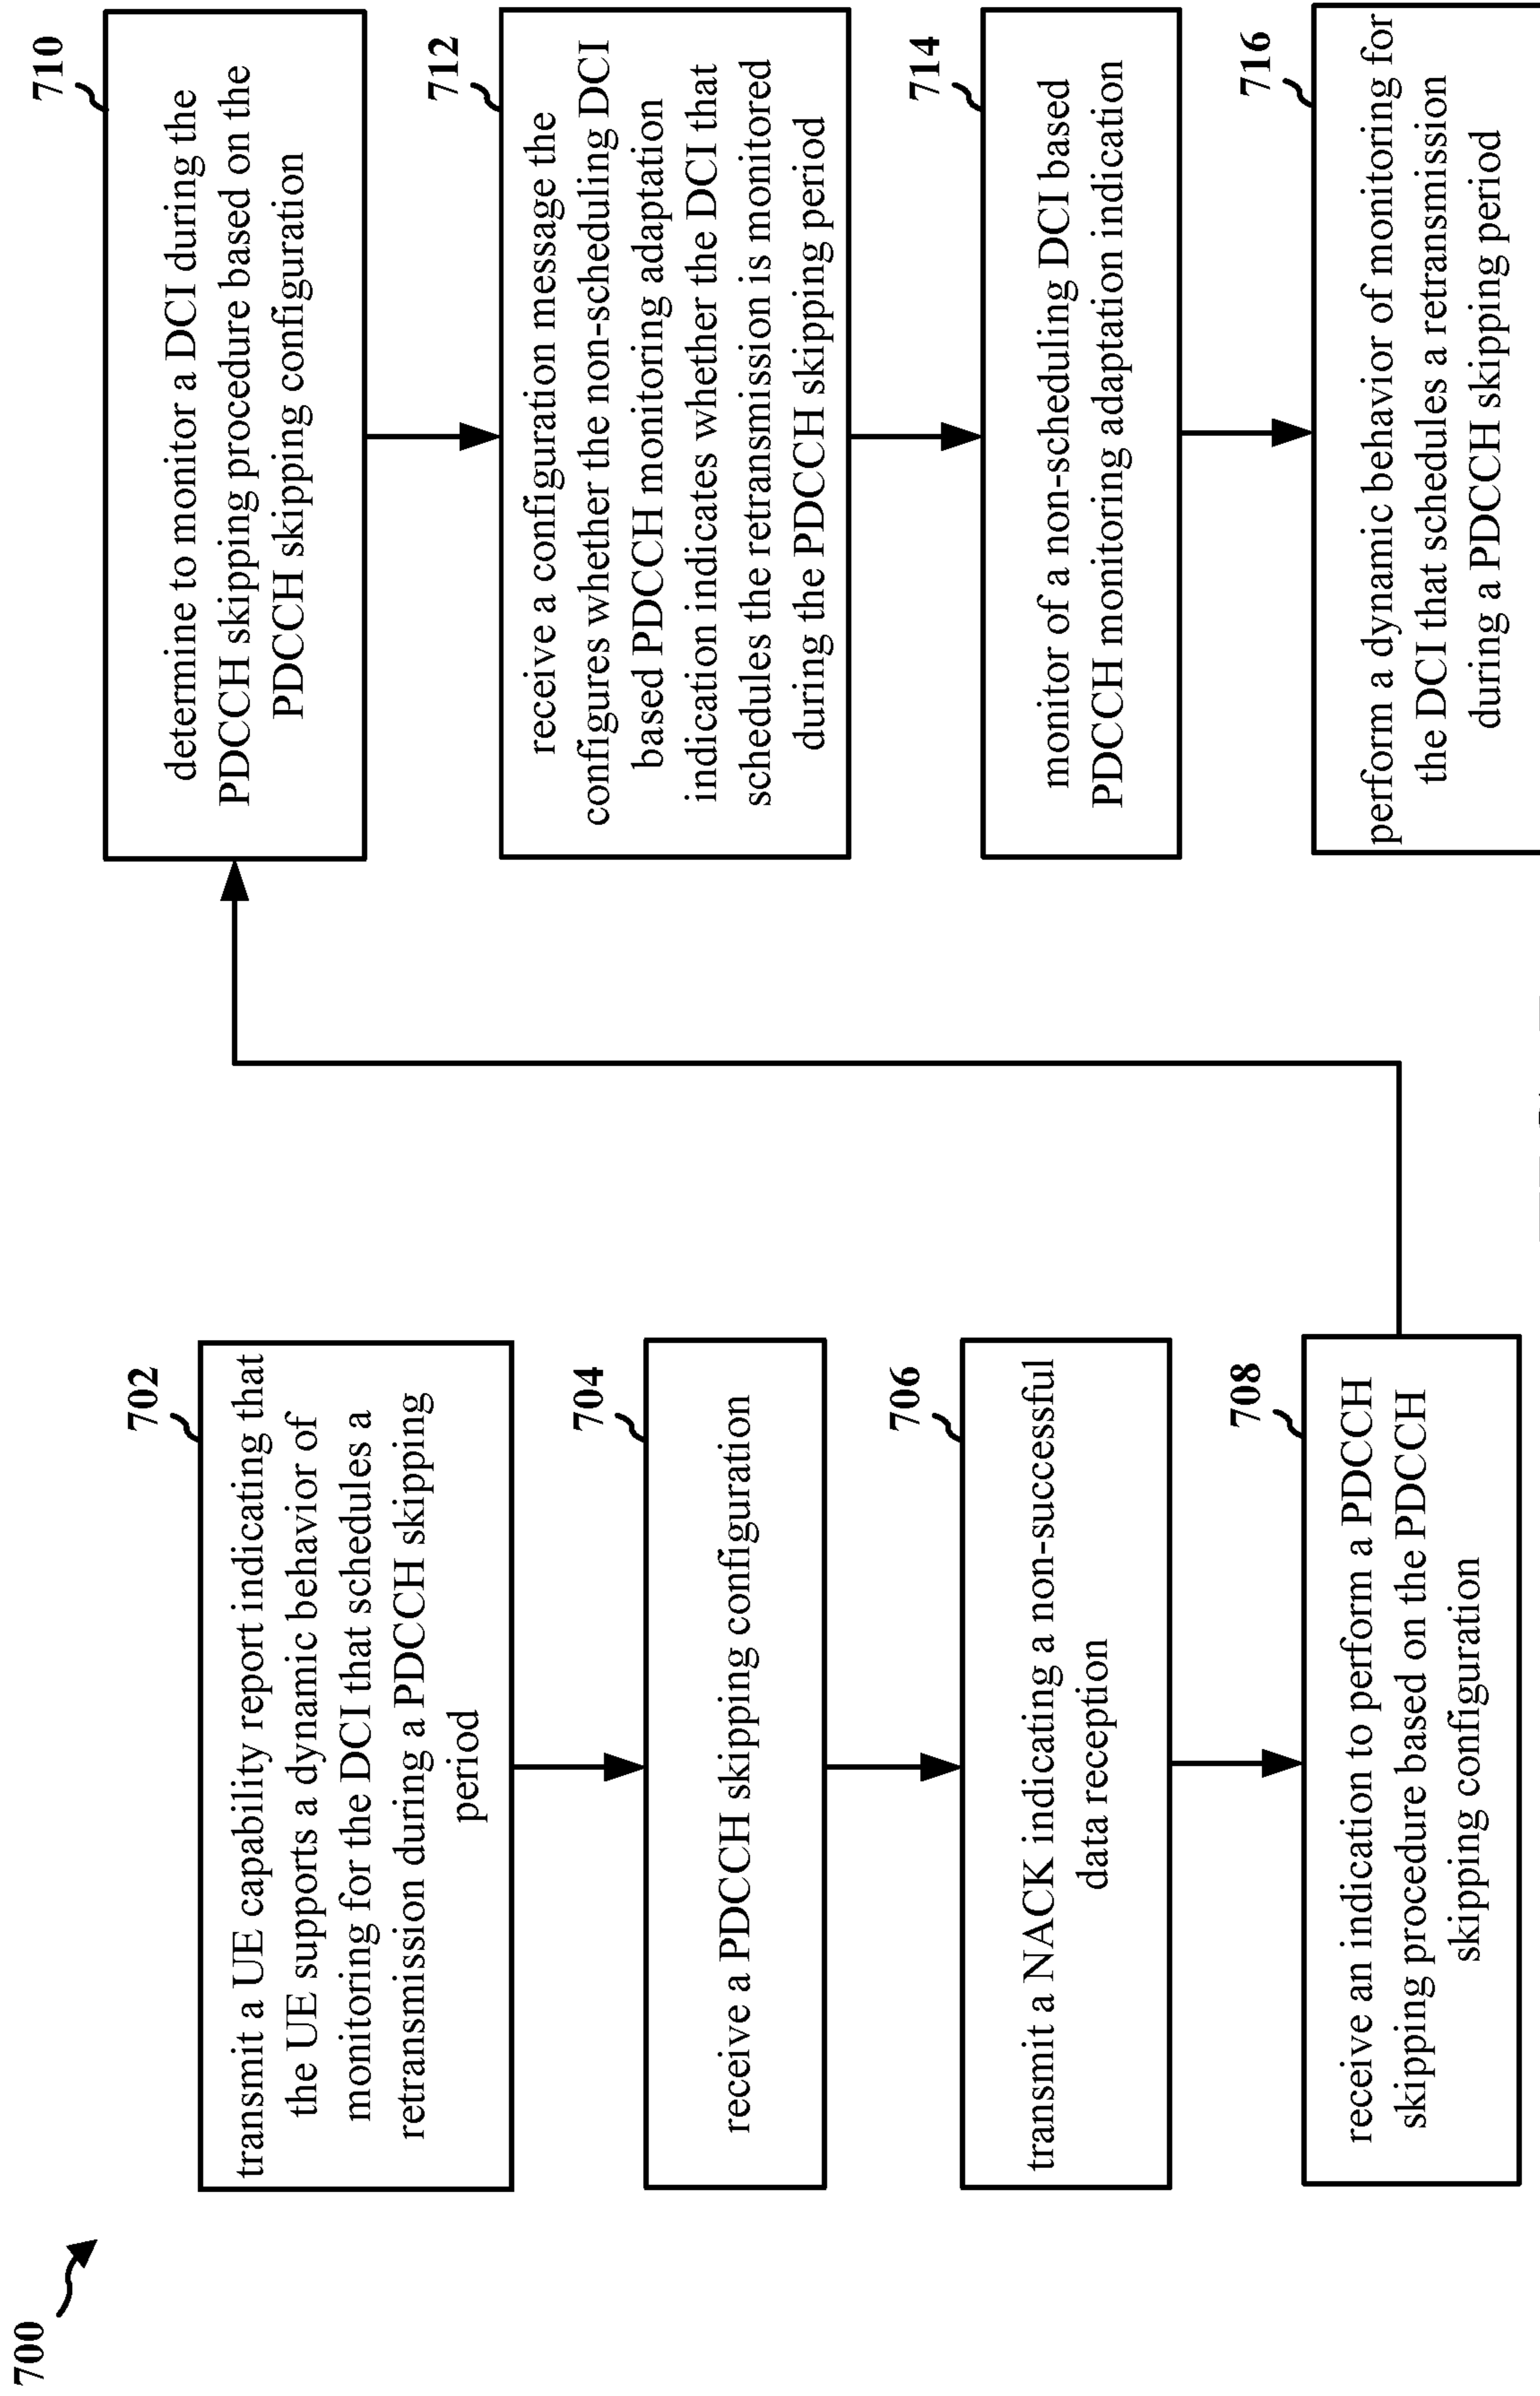 700
702
transmit a UE capability report indicating that
the UE supports a dynamic behavior of
monitoring for the DCI that schedules a
retransmission during a PDCCH skipping
period
704
receive a PDCCH skipping configuration
706
transmit a NACK indicating a non-successful
data reception
708
receive an indication to perform a PDCCH
skipping procedure based on the PDCCH
skipping configuration
710
determine to monitor a DCI during the
PDCCH skipping procedure based on the
PDCCH skipping configuration
712
receive a configuration message the
configures whether the non-scheduling DCI
based PDCCH monitoring adaptation
indication indicates whether the DCI that
schedules the retransmission is monitored
during the PDCCH skipping period
714
monitor of a non-scheduling DCI based
PDCCH monitoring adaptation indication
716
perform a dynamic behavior of monitoring for
the DCI that schedules a retransmission
during a PDCCH skipping period